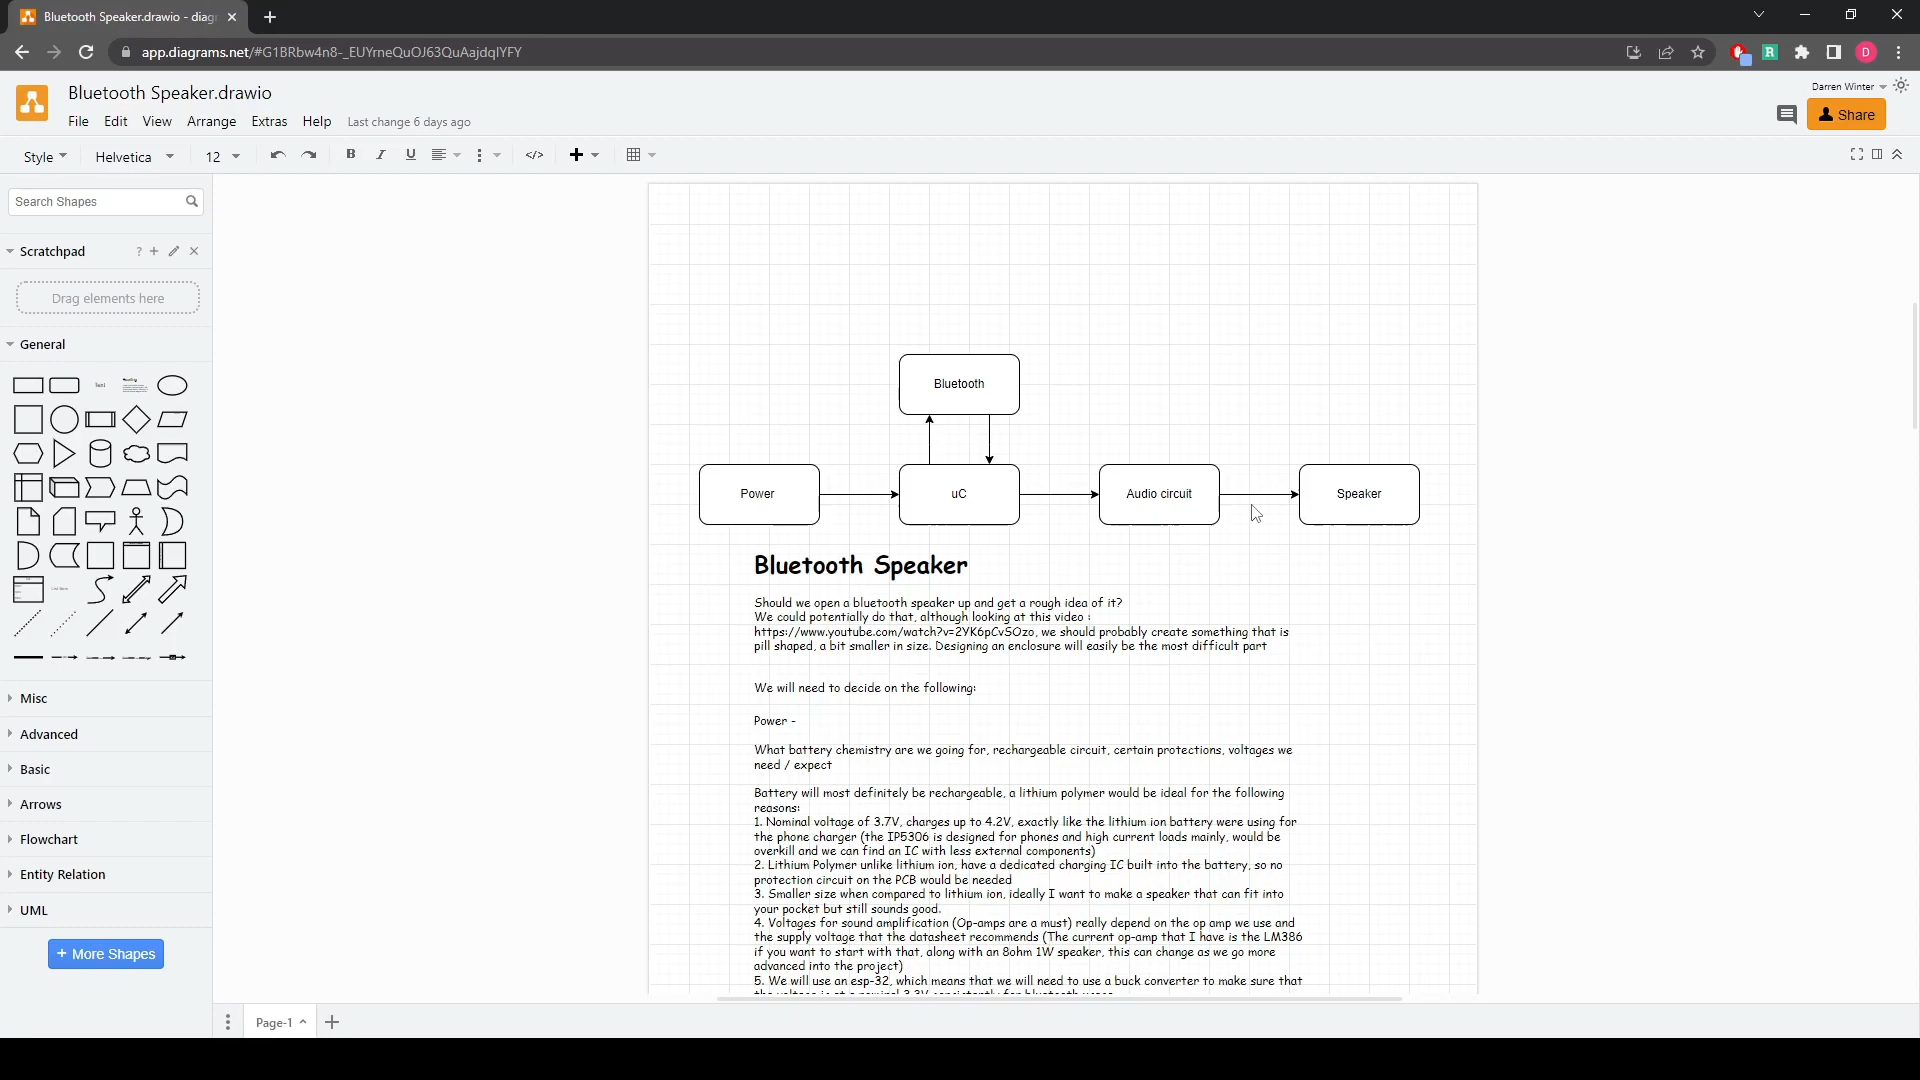 Bluetooth Speaker.drawio - diag
app.diagrams.net/#G1BRbw4n8-_EUYrneQuOJ63QuAajdqlYFY
D
Bluetooth Speaker.drawio
Darren Winter
File Edit View Arrange Extras Help Last change 6 days ago
Share
Style Helvetica 12 B I U </>
Search Shapes
Scratchpad ?
Drag elements here
General
Text
Heading
Misc
Advanced
Basic
Arrows
Flowchart
Entity Relation
UML
+ More Shapes
Bluetooth
Power
uC
Audio circuit
Speaker
Bluetooth Speaker
Should we open a bluetooth speaker up and get a rough idea of it?
We could potentially do that, although looking at this video :
https://www.youtube.com/watch?v=2YK6pCvSOzo, we should probably create something that is
pill shaped, a bit smaller in size. Designing an enclosure will easily be the most difficult part
We will need to decide on the following:
Power -
What battery chemistry are we going for, rechargeable circuit, certain protections, voltages we
need / expect
Battery will most definitely be rechargeable, a lithium polymer would be ideal for the following
reasons:
1. Nominal voltage of 3.7V, charges up to 4.2V, exactly like the lithium ion battery were using for
the phone charger (the IP5306 is designed for phones and high current loads mainly, would be
overkill and we can find an IC with less external components)
2. Lithium Polymer unlike lithium ion, have a dedicated charging IC built into the battery, so no
protection circuit on the PCB would be needed
3. Smaller size when compared to lithium ion, ideally I want to make a speaker that can fit into
your pocket but still sounds good.
4. Voltages for sound amplification (Op-amps are a must) really depend on the op amp we use and
the supply voltage that the datasheet recommends (The current op-amp that I have is the LM386
if you want to start with that, along with an 8ohm 1W speaker, this can change as we go more
advanced into the project)
5. We will use an esp-32, which means that we will need to use a buck converter to make sure that
Page-1